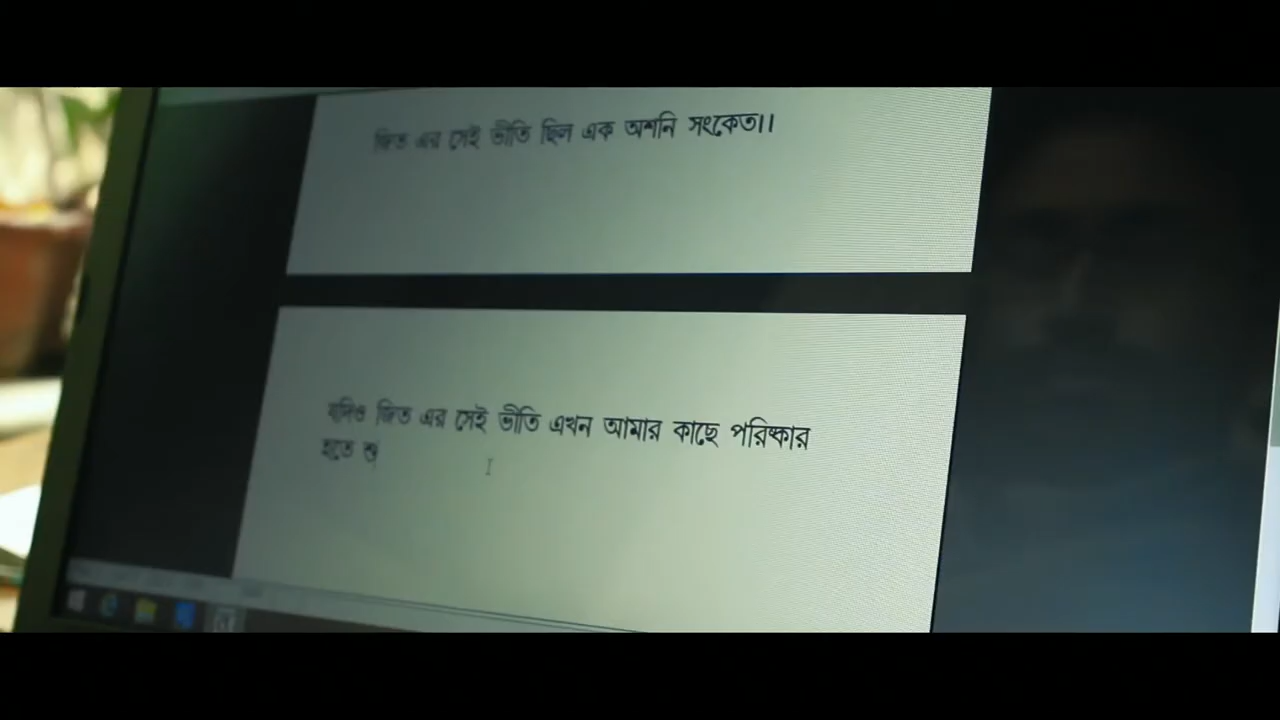 জিত এর সেই ভীতি ছিল এক অশনি সংকেত।।
যদিও জিত এর সেই ভীতি এখন আমার কাছে পরিষ্কার
হতে শু